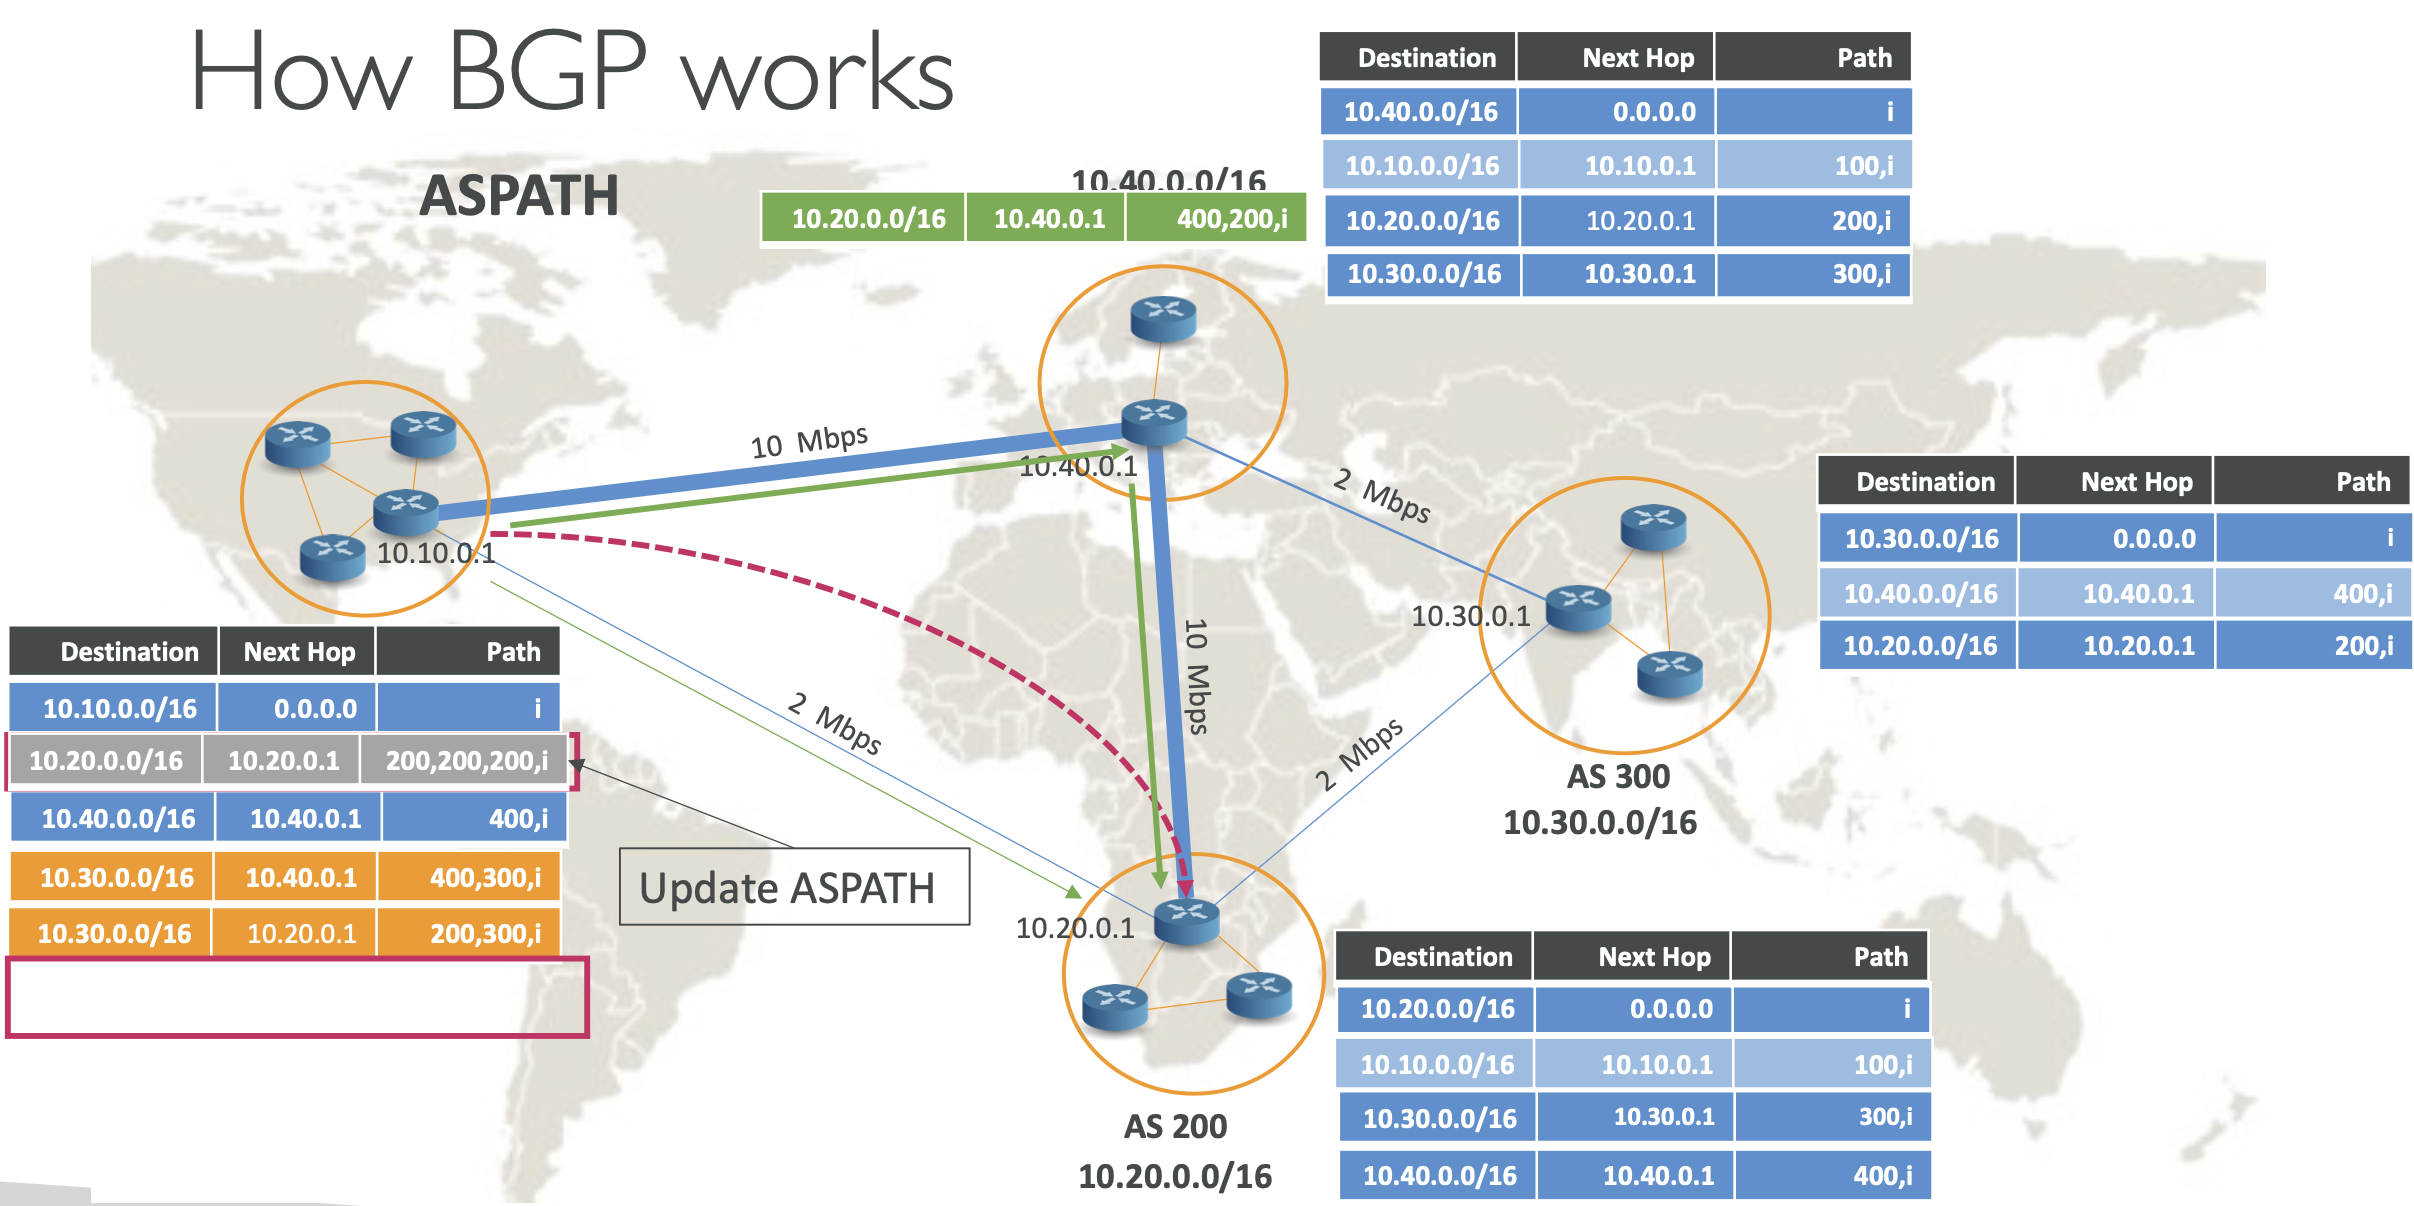 How BGP works
ASPATH
10.40.0.0/16
10.20.0.0/16 10.40.0.1 400,200,i
Destination Next Hop Path
10.40.0.0/16 0.0.0.0 i
10.10.0.0/16 10.10.0.1 100,i
10.20.0.0/16 10.20.0.1 200,i
10.30.0.0/16 10.30.0.1 300,i
10 Mbps
10.40.0.1
2 Mbps
10.10.0.1
10.30.0.1
10 Mbps
2 Mbps
2 Mbps
Destination Next Hop Path
10.30.0.0/16 0.0.0.0 i
10.40.0.0/16 10.40.0.1 400,i
10.20.0.0/16 10.20.0.1 200,i
Destination Next Hop Path
10.10.0.0/16 0.0.0.0 i
10.20.0.0/16 10.20.0.1 200,200,200,i
10.40.0.0/16 10.40.0.1 400,i
10.30.0.0/16 10.40.0.1 400,300,i
10.30.0.0/16 10.20.0.1 200,300,i
Update ASPATH
AS 300
10.30.0.0/16
10.20.0.1
AS 200
10.20.0.0/16
Destination Next Hop Path
10.20.0.0/16 0.0.0.0 i
10.10.0.0/16 10.10.0.1 100,i
10.30.0.0/16 10.30.0.1 300,i
10.40.0.0/16 10.40.0.1 400,i